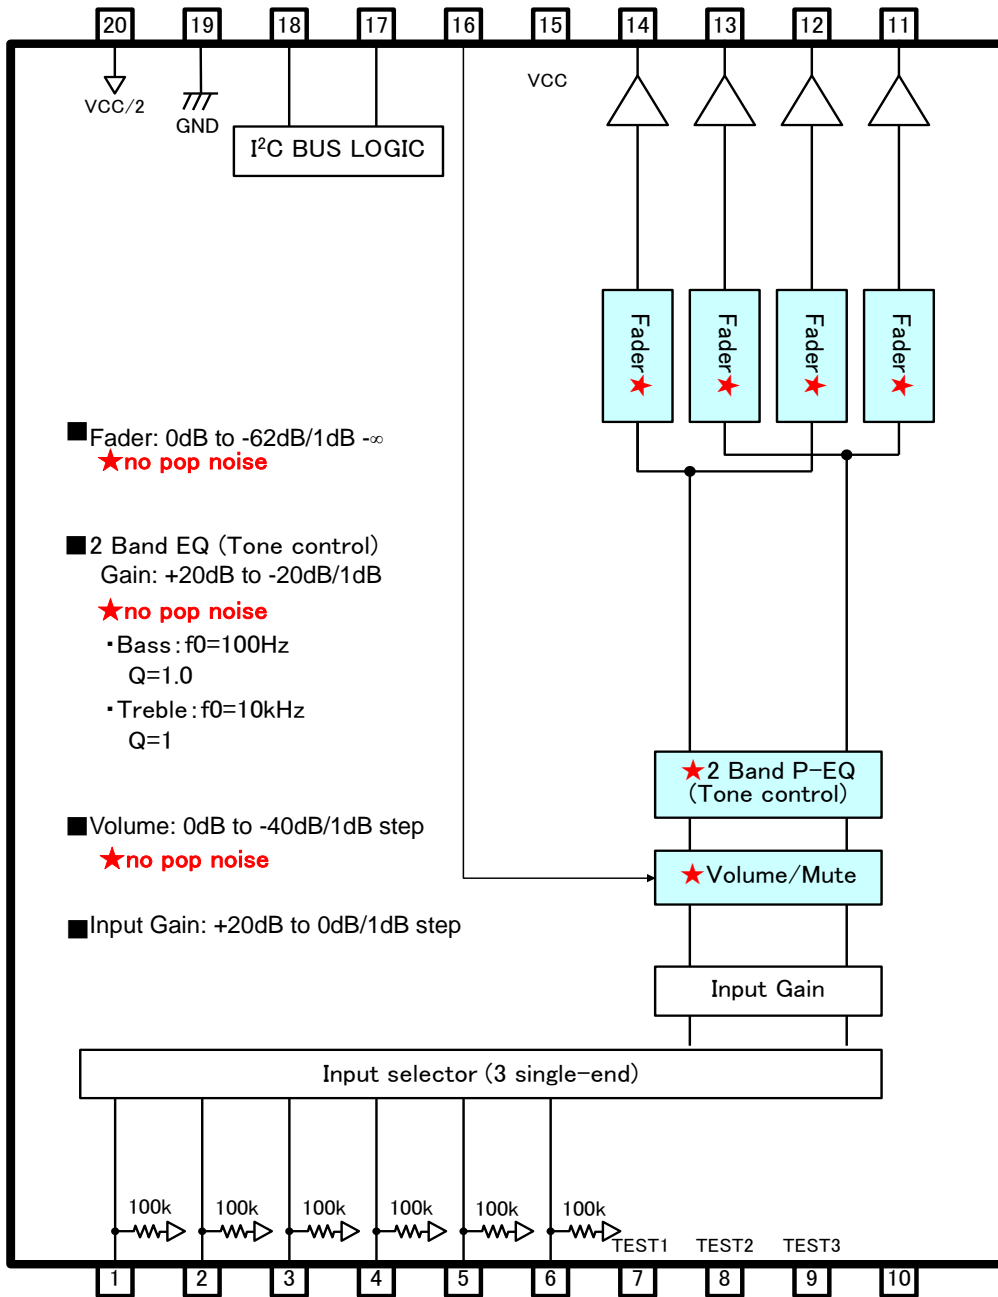 20 19 18 17 16 15 14 13 12 11
VCC/2
GND
I²C BUS LOGIC
VCC
Fader★ Fader★ Fader★ Fader★
■Fader: 0dB to -62dB/1dB -∞
★no pop noise
■2 Band EQ (Tone control)
Gain: +20dB to -20dB/1dB
★no pop noise
・Bass:f0=100Hz
Q=1.0
・Treble:f0=10kHz
Q=1
★2 Band P-EQ
(Tone control)
■Volume: 0dB to -40dB/1dB step
★no pop noise
★Volume/Mute
■Input Gain: +20dB to 0dB/1dB step
Input Gain
Input selector (3 single-end)
100k 100k 100k 100k 100k 100k
TEST1 TEST2 TEST3
1 2 3 4 5 6 7 8 9 10